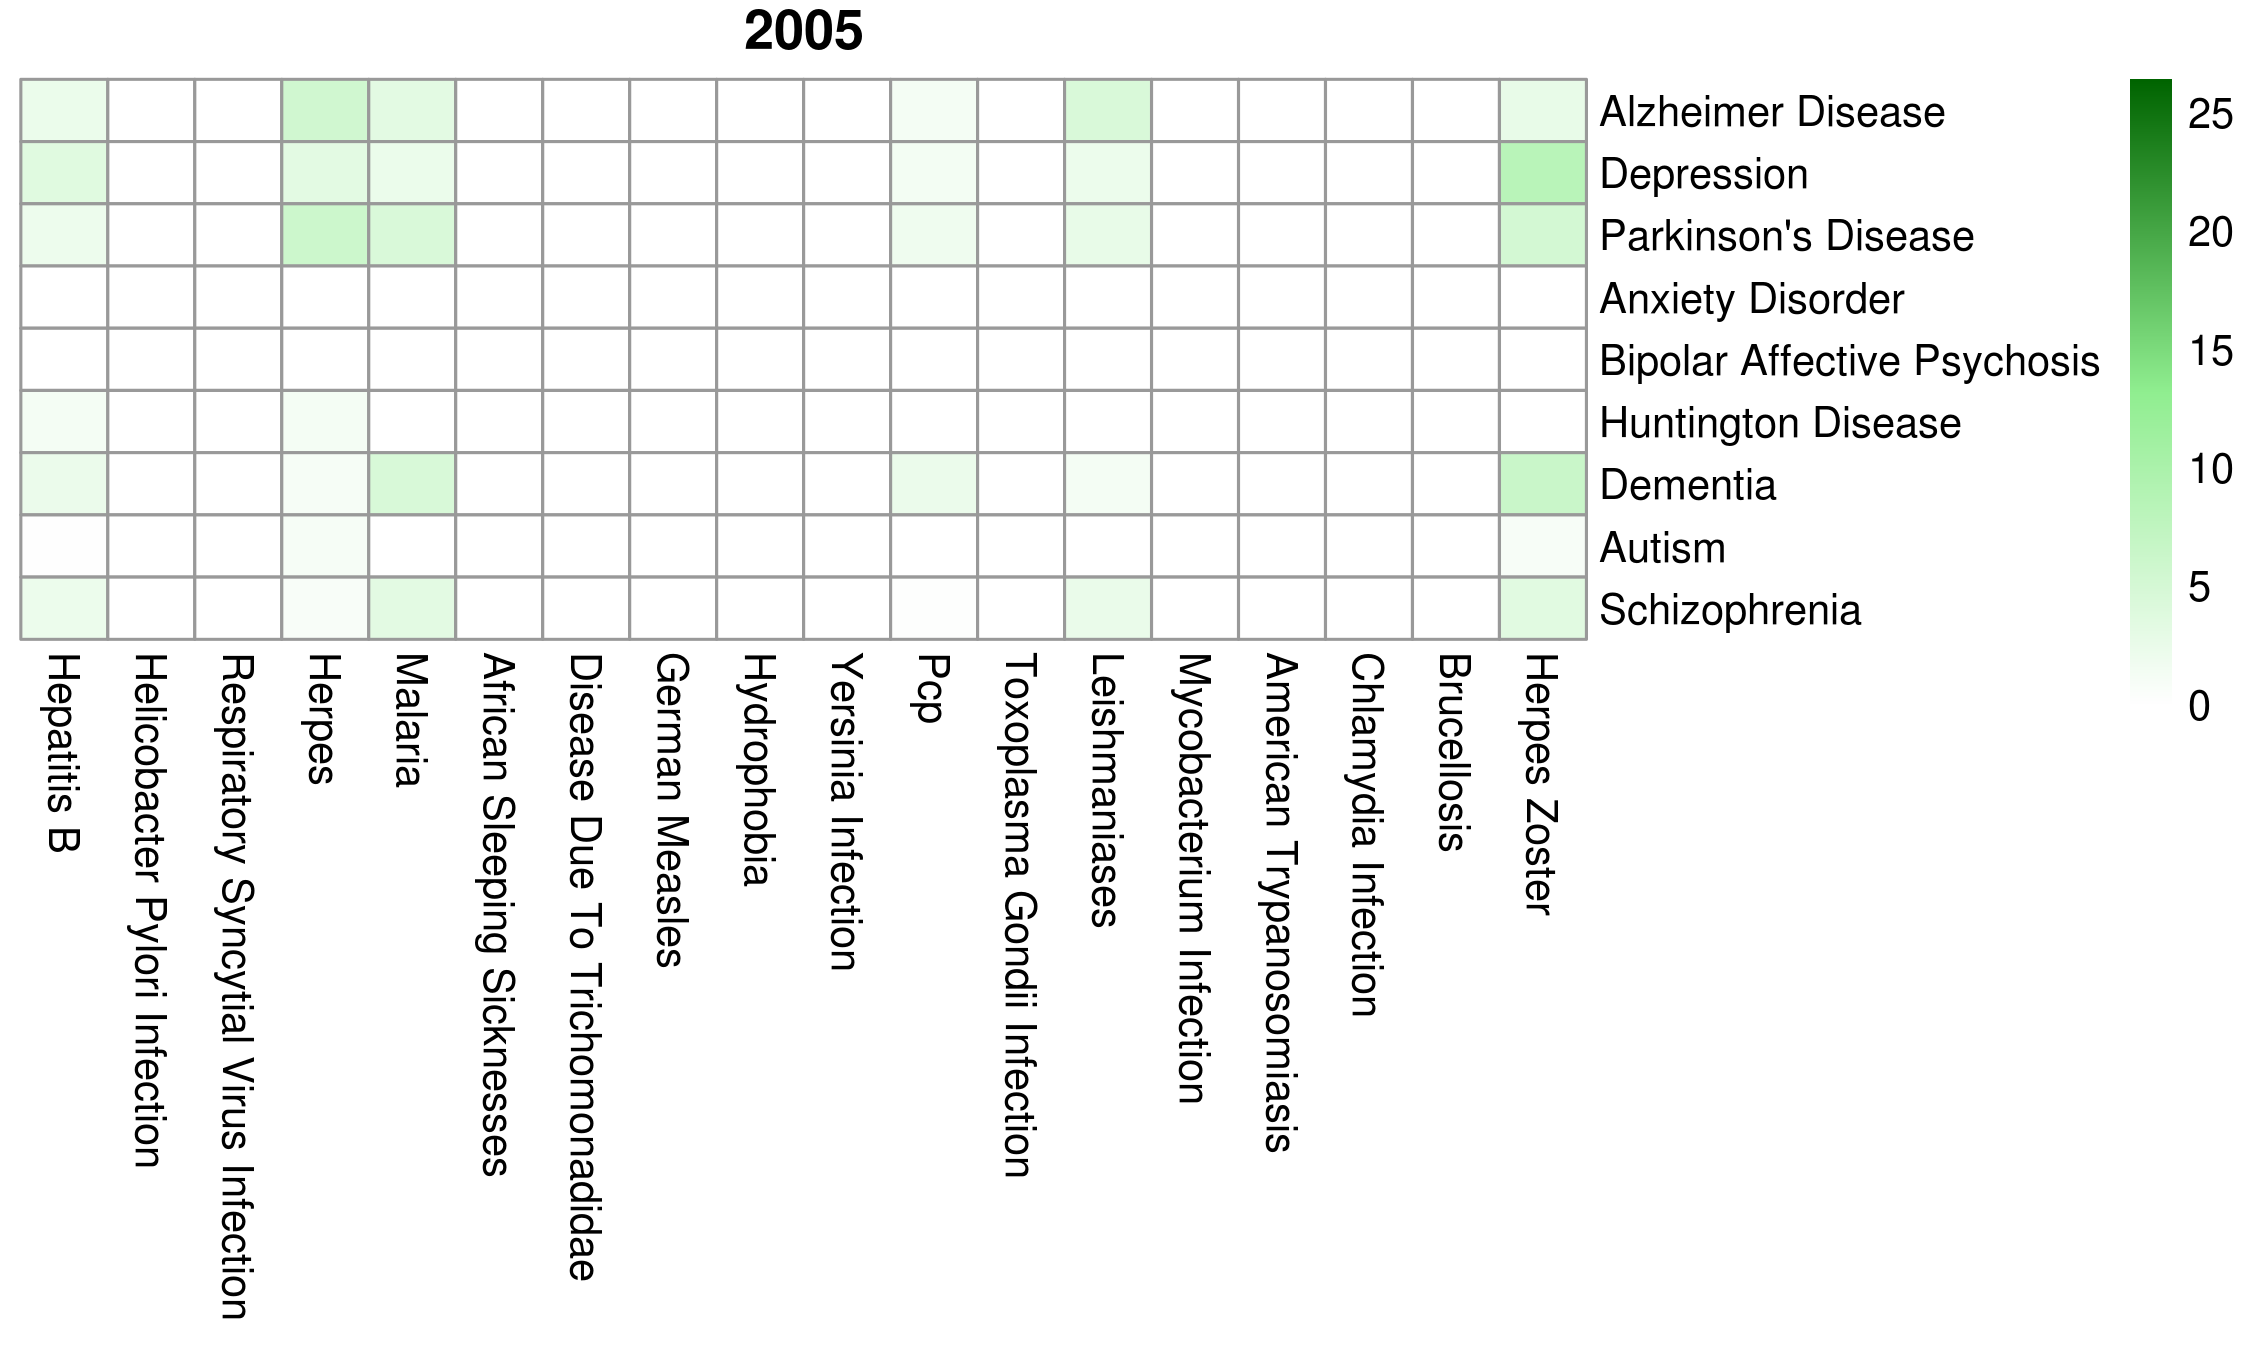 2005
Alzheimer Disease
Depression
Parkinson's Disease
Anxiety Disorder
Bipolar Affective Psychosis
Huntington Disease
Dementia
Autism
Schizophrenia
25
20
15
10
5
0
Hepatitis B
Helicobacter Pylori Infection
Respiratory Syncytial Virus Infection
Herpes
Malaria
African Sleeping Sicknesses
Disease Due To Trichomonadidae
German Measles
Hydrophobia
Yersinia Infection
Pcp
Toxoplasma Gondii Infection
Leishmaniases
Mycobacterium Infection
American Trypanosomiasis
Chlamydia Infection
Brucellosis
Herpes Zoster